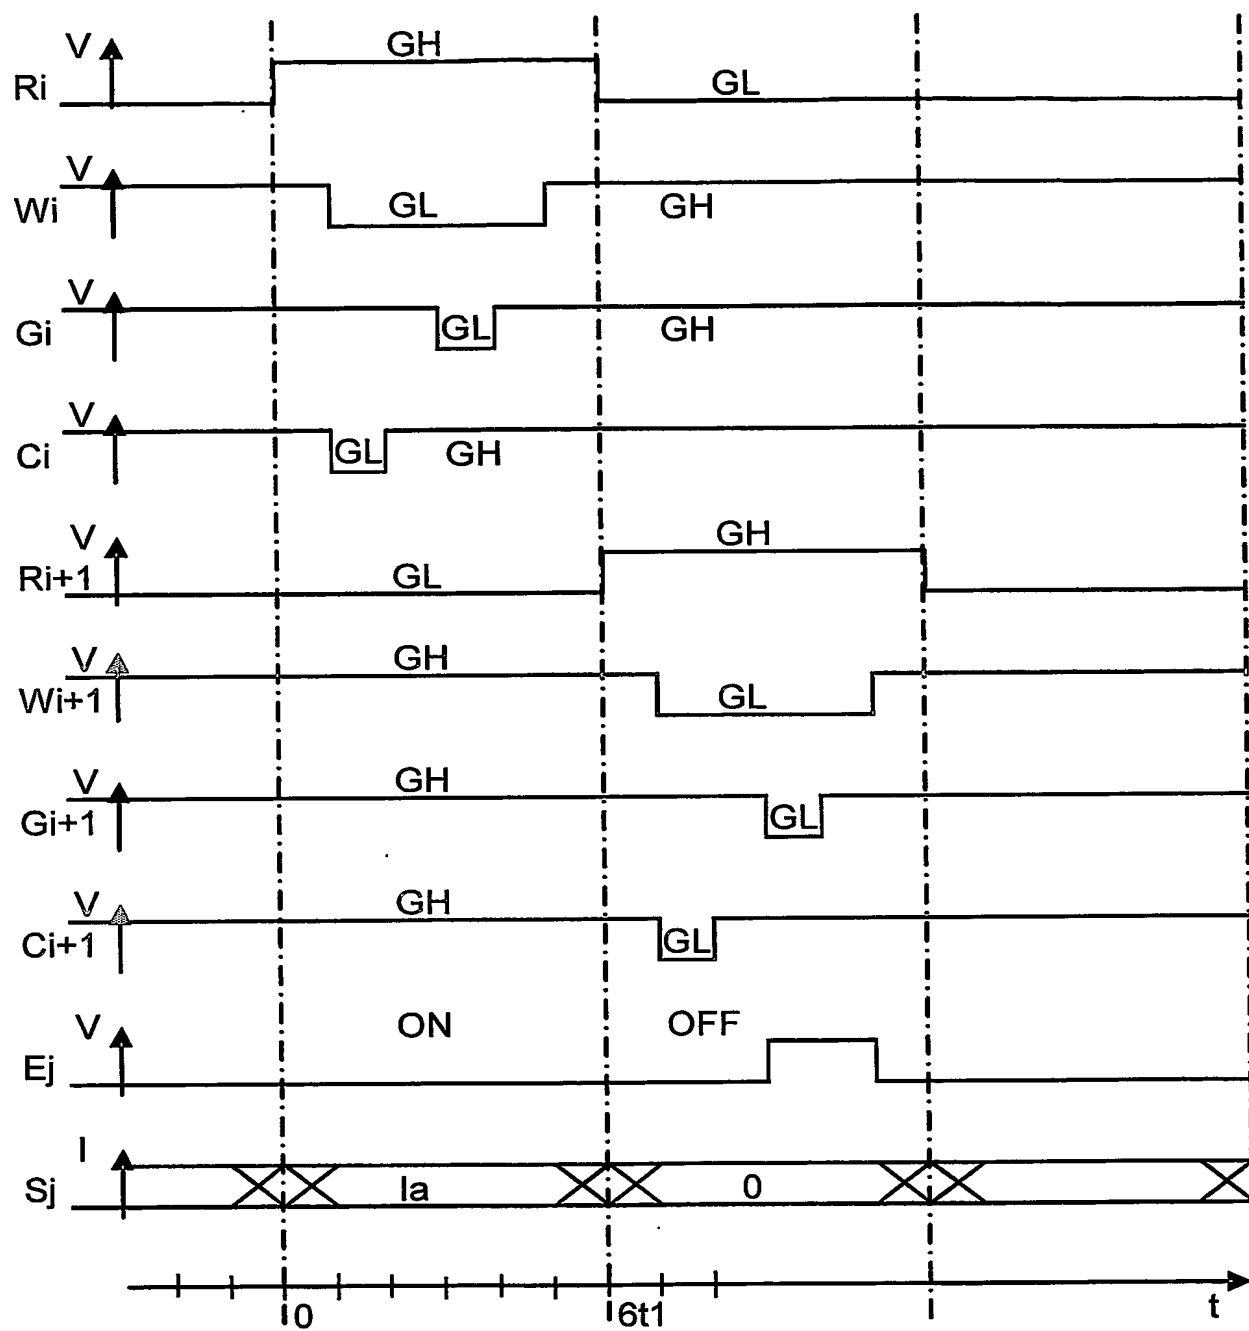 V GH
Ri GL
V
Wi GL GH
V
Gi GL GH
V
Ci GL GH
V GH
Ri+1 GL
V GH
Wi+1 GL
V GH
Gi+1 GL
V GH
Ci+1 GL
V ON OFF
Ej
I
Sj Ia 0
0 6t1 t